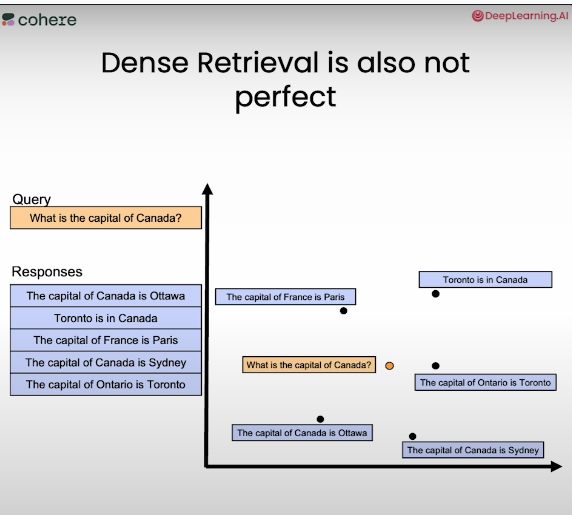 cohere
DeepLearning.AI
Dense Retrieval is also not
perfect
Query
What is the capital of Canada?
Responses
The capital of Canada is Ottawa
Toronto is in Canada
The capital of France is Paris
The capital of Canada is Sydney
The capital of Ontario is Toronto
Toronto is in Canada
The capital of France is Paris
What is the capital of Canada?
The capital of Ontario is Toronto
The capital of Canada is Ottawa
The capital of Canada is Sydney